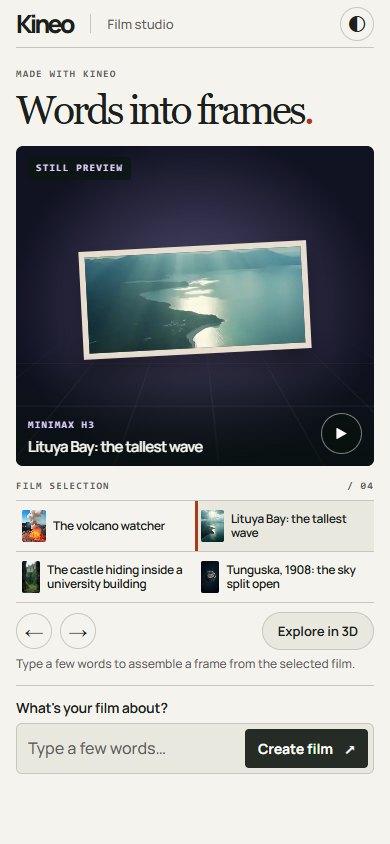 Kineo
Film studio
MADE WITH KINEO
Words into frames.
STILL PREVIEW
MINIMAX H3
Lituya Bay: the tallest wave
FILM SELECTION
/ 04
The volcano watcher
Lituya Bay: the tallest
wave
The castle hiding inside a
university building
Tunguska, 1908: the sky
split open
← →
Explore in 3D
Type a few words to assemble a frame from the selected film.
What's your film about?
Type a few words…
Create film ↗